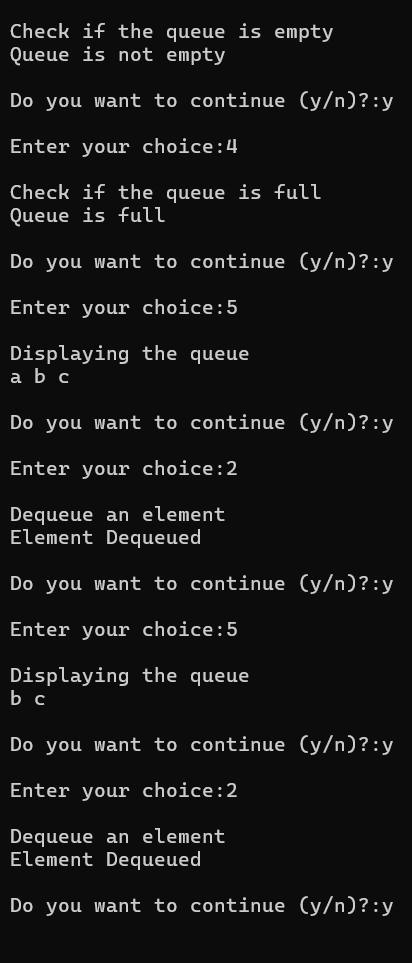 Check if the queue is empty
Queue is not empty
Do you want to continue (y/n)?:y
Enter your choice:4
Check if the queue is full
Queue is full
Do you want to continue (y/n)?:y
Enter your choice:5
Displaying the queue
a b c
Do you want to continue (y/n)?:y
Enter your choice:2
Dequeue an element
Element Dequeued
Do you want to continue (y/n)?:y
Enter your choice:5
Displaying the queue
b c
Do you want to continue (y/n)?:y
Enter your choice:2
Dequeue an element
Element Dequeued
Do you want to continue (y/n)?:y